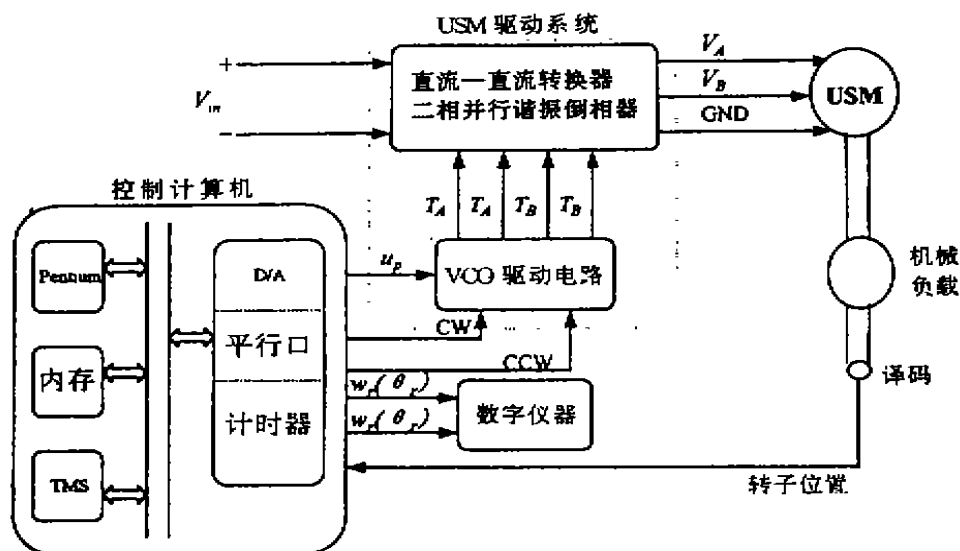 USM 驱动系统
+
V_in
−
直流—直流转换器
二相并行谐振倒相器
V_A
V_B
GND
USM
T_A T_A T_B T_B
控制计算机
Pentium
内存
TMS
D/A
平行口
计时器
u_p
VCO 驱动电路
CW
CCW
w_r(θ_r)
w_r(θ_r)
数字仪器
机械
负载
译码
转子位置